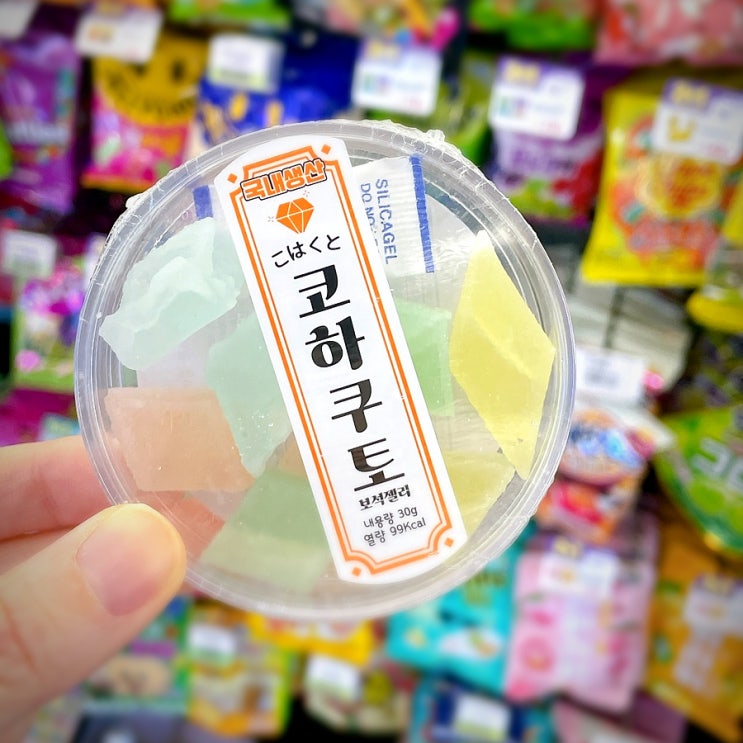 국내생산
こはくと
코하쿠토
보석젤리
내용량 30g
열량 99Kcal
SILICAGEL
DO NO